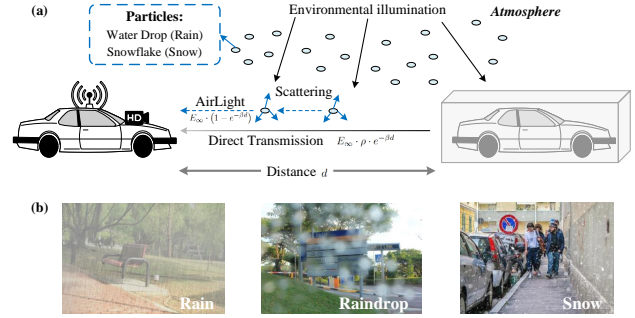 (a)
Particles:
Water Drop (Rain)
Snowflake (Snow)
Environmental illumination
Atmosphere
Scattering
HD
AirLight
E∞ · (1 − e^{−βd})
Direct Transmission E∞ · ρ · e^{−βd}
Distance d
(b)
Rain
Raindrop
Snow